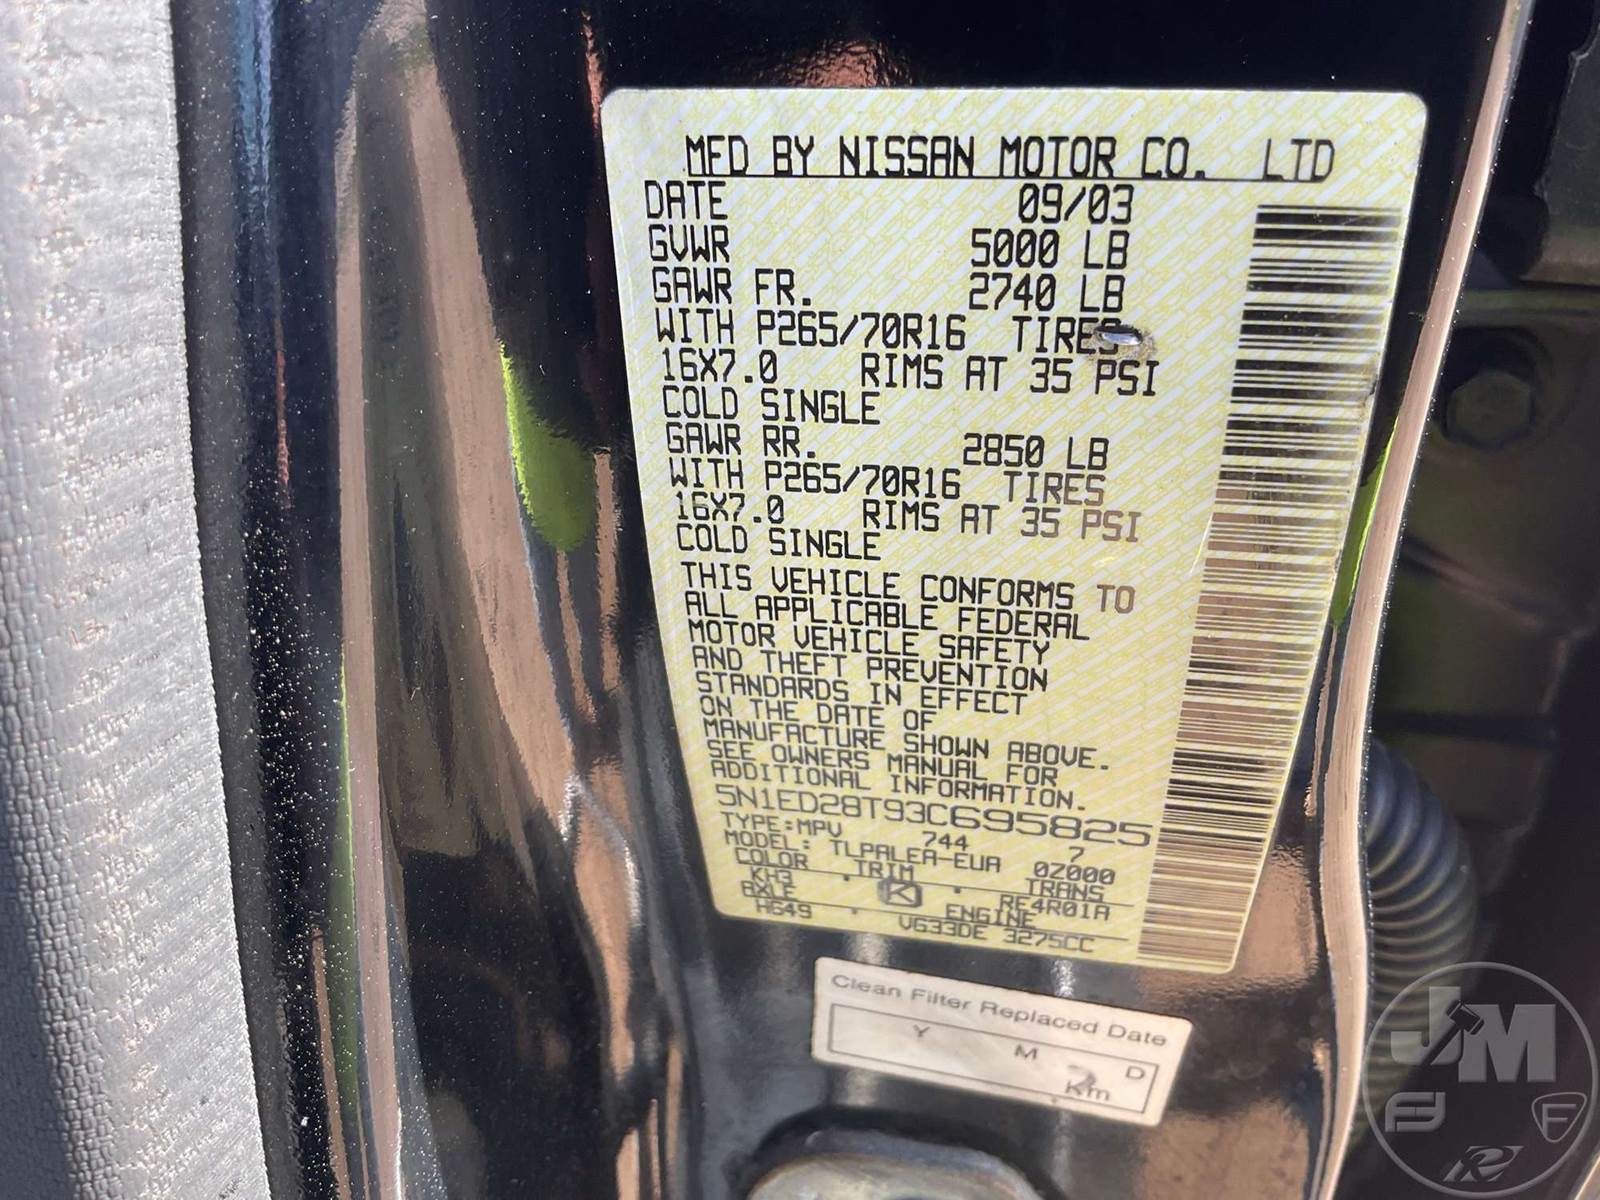 MFD BY NISSAN MOTOR CO. LTD
DATE 09/03
GVWR 5000 LB
GAWR FR. 2740 LB
WITH P265/70R16 TIRES
16X7.0 RIMS AT 35 PSI
COLD SINGLE
GAWR RR. 2850 LB
WITH P265/70R16 TIRES
16X7.0 RIMS AT 35 PSI
COLD SINGLE
THIS VEHICLE CONFORMS TO
ALL APPLICABLE FEDERAL
MOTOR VEHICLE SAFETY
AND THEFT PREVENTION
STANDARDS IN EFFECT
ON THE DATE OF
MANUFACTURE SHOWN ABOVE.
SEE OWNERS MANUAL FOR
ADDITIONAL INFORMATION.
5N1ED28T93C695825
TYPE:MPV 744 7
MODEL: TLPALEA-EUA 0Z000
COLOR TRIM TRANS
KH3 K RE4R01A
AXLE ENGINE
HG49 VG33DE 3275CC
Clean Filter Replaced Date
Y M D
Km
JM